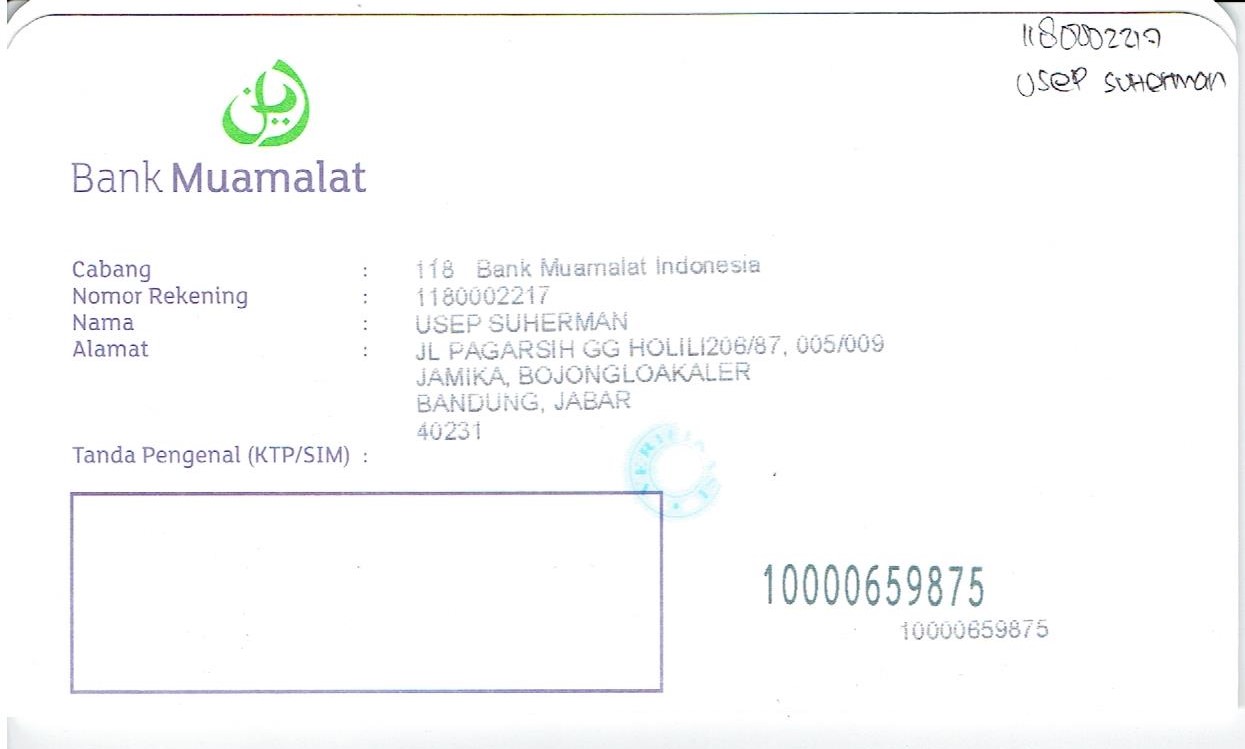 1180002217
USEP SUHERMAN
Bank Muamalat
Cabang : 118 Bank Muamalat Indonesia
Nomor Rekening : 1180002217
Nama : USEP SUHERMAN
Alamat : JL PAGARSIH GG HOLILI206/87, 005/009
JAMIKA, BOJONGLOAKALER
BANDUNG, JABAR
40231
Tanda Pengenal (KTP/SIM) :
10000659875
10000659875